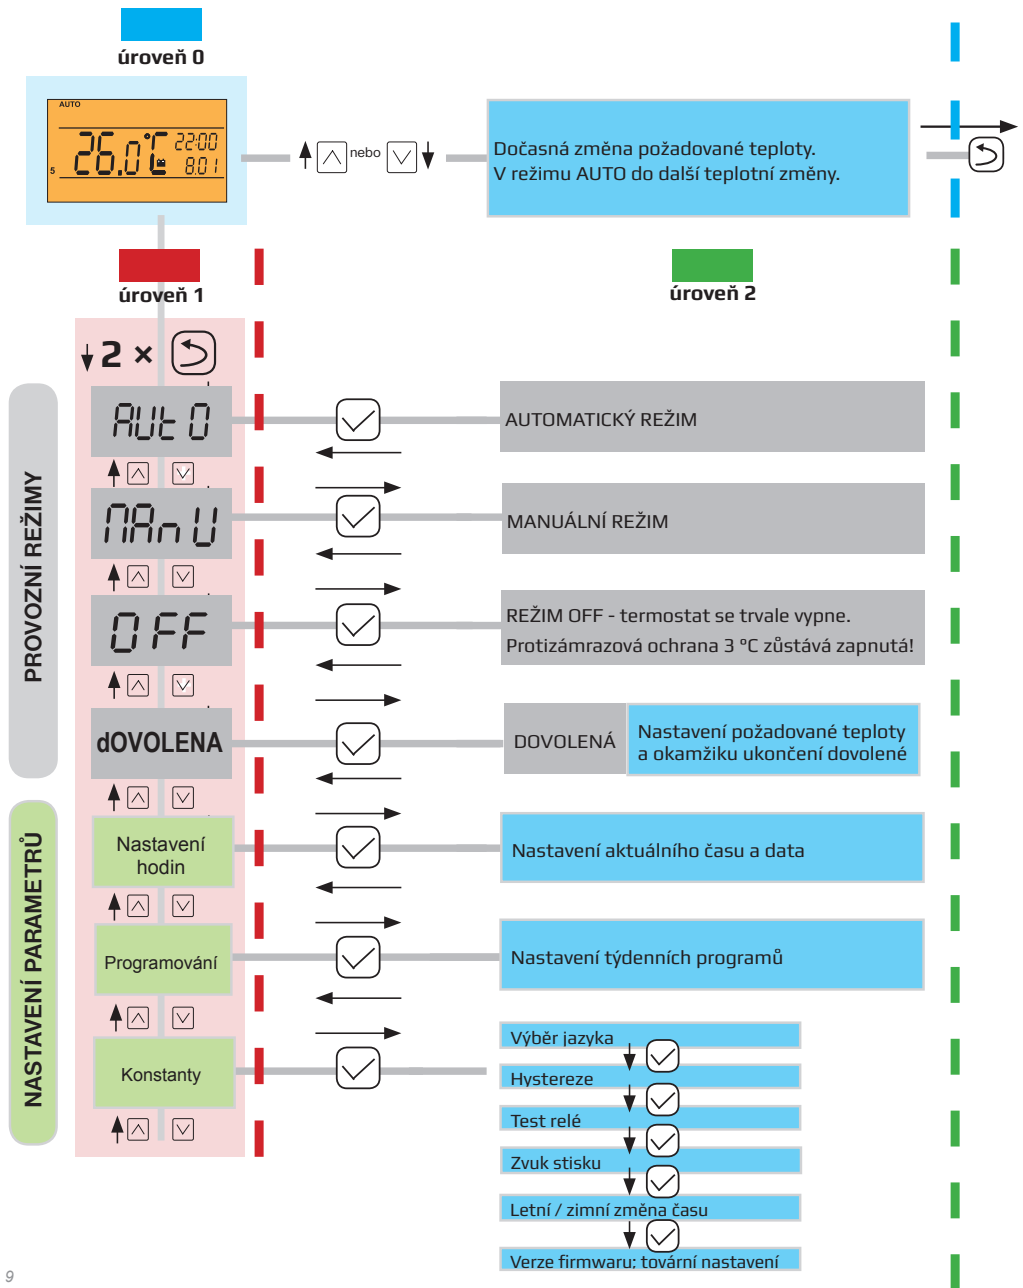 úroveň 0
AUTO
26.0°C
22:00
8.01
5
nebo
Dočasná změna požadované teploty.
V režimu AUTO do další teplotní změny.
úroveň 1
úroveň 2
2 ×
PROVOZNÍ REŽIMY
AUtO
AUTOMATICKÝ REŽIM
MAnU
MANUÁLNÍ REŽIM
OFF
REŽIM OFF - termostat se trvale vypne.
Protizámrazová ochrana 3 °C zůstává zapnutá!
dOVOLENA
DOVOLENÁ
Nastavení požadované teploty
a okamžiku ukončení dovolené
NASTAVENÍ PARAMETRŮ
Nastavení
hodin
Nastavení aktuálního času a data
Programování
Nastavení týdenních programů
Konstanty
Výběr jazyka
Hystereze
Test relé
Zvuk stisku
Letní / zimní změna času
Verze firmwaru; tovární nastavení
9